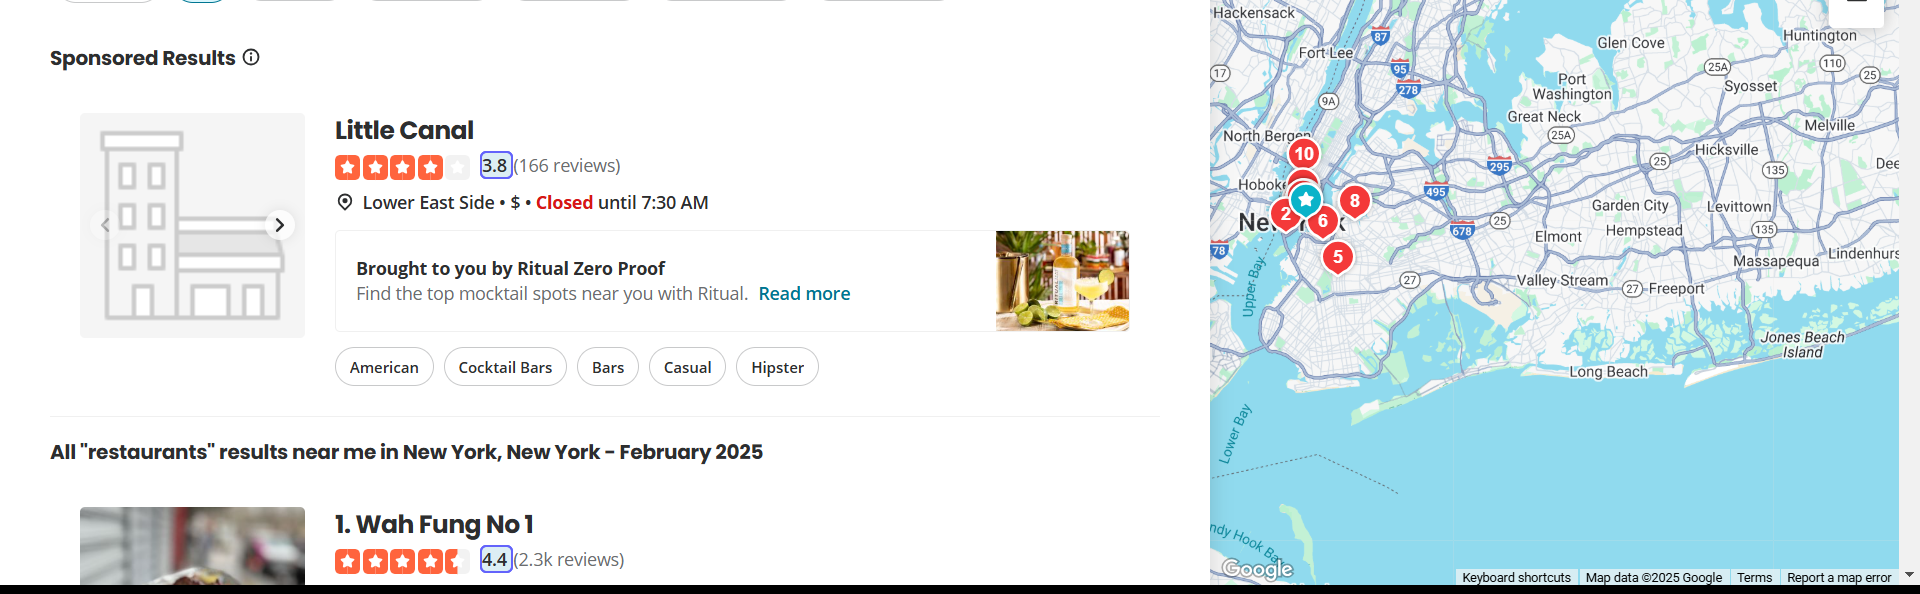 Sponsored Results
Little Canal
3.8 (166 reviews)
Lower East Side • $ • Closed until 7:30 AM
Brought to you by Ritual Zero Proof
Find the top mocktail spots near you with Ritual. Read more
RITUAL
American
Cocktail Bars
Bars
Casual
Hipster
All "restaurants" results near me in New York, New York - February 2025
1. Wah Fung No 1
4.4 (2.3k reviews)
Hackensack
87
Fort Lee
Glen Cove
Huntington
17
95
278
25A
110
25
9A
Port
Washington
Syosset
Great Neck
25A
Melville
North Bergen
Hicksville
10
295
25
135
Dee
Hoboke
495
8
Garden City
Levittown
2
6
New
k
678
25
Elmont
Hempstead
135
78
5
Massapequa
Lindenhurs
27
Valley Stream
27
Freeport
Upper Bay
Jones Beach
Island
Long Beach
Lower Bay
ndy Hook Ba
Google
Keyboard shortcuts
Map data ©2025 Google
Terms
Report a map error